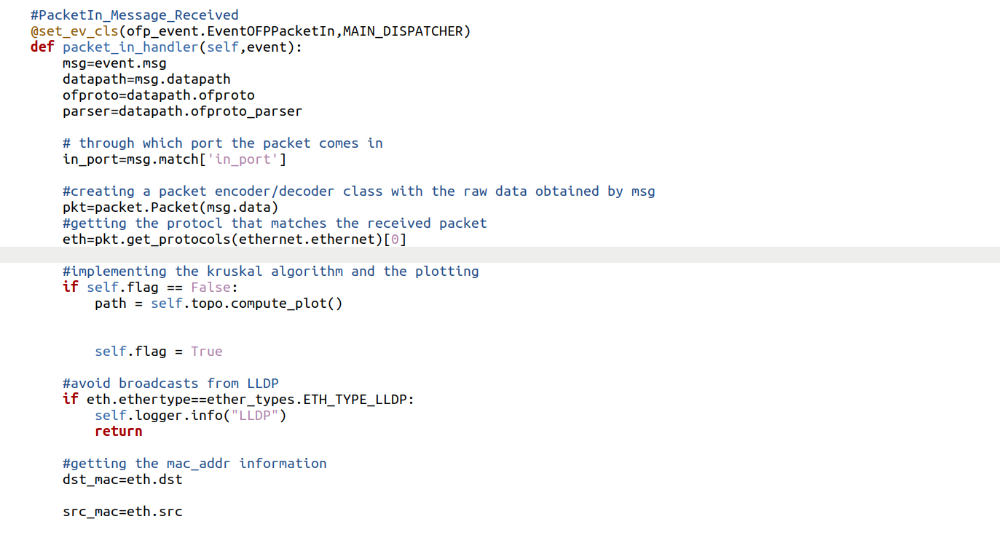 #PacketIn_Message_Received
@set_ev_cls(ofp_event.EventOFPPacketIn,MAIN_DISPATCHER)
def packet_in_handler(self,event):
    msg=event.msg
    datapath=msg.datapath
    ofproto=datapath.ofproto
    parser=datapath.ofproto_parser

    # through which port the packet comes in
    in_port=msg.match['in_port']

    #creating a packet encoder/decoder class with the raw data obtained by msg
    pkt=packet.Packet(msg.data)
    #getting the protocl that matches the received packet
    eth=pkt.get_protocols(ethernet.ethernet)[0]

    #implementing the kruskal algorithm and the plotting
    if self.flag == False:
        path = self.topo.compute_plot()


        self.flag = True

    #avoid broadcasts from LLDP
    if eth.ethertype==ether_types.ETH_TYPE_LLDP:
        self.logger.info("LLDP")
        return

    #getting the mac_addr information
    dst_mac=eth.dst

    src_mac=eth.src